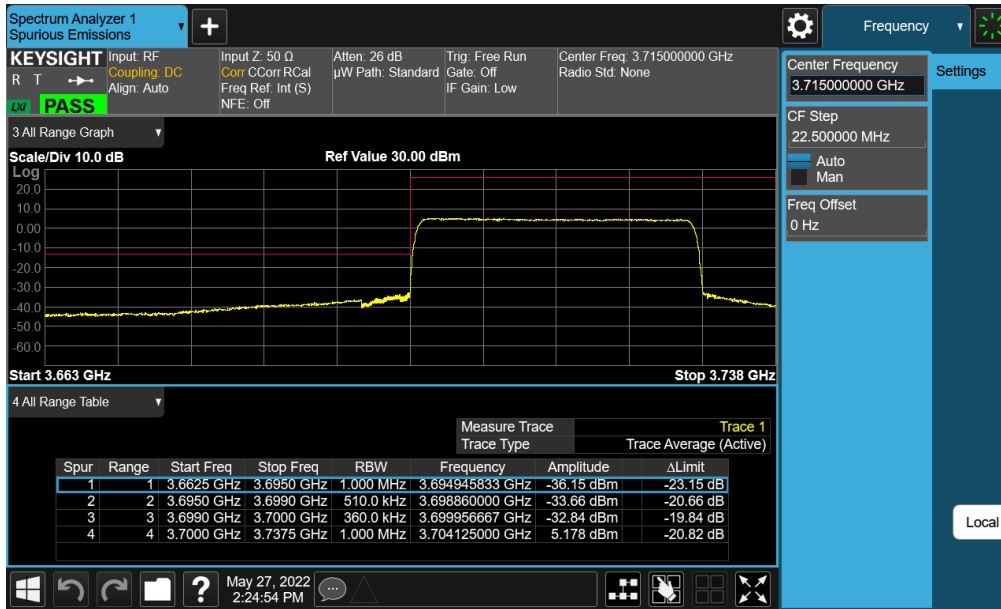 Spectrum Analyzer 1
Spurious Emissions
Frequency
KEYSIGHT
R T
LXI
PASS
Input: RF
Coupling: DC
Align: Auto
Input Z: 50 Ω
Corr CCorr RCal
Freq Ref: Int (S)
NFE: Off
Atten: 26 dB
µW Path: Standard
Trig: Free Run
Gate: Off
IF Gain: Low
Center Freq: 3.715000000 GHz
Radio Std: None
Center Frequency
3.715000000 GHz
Settings
CF Step
22.500000 MHz
Auto
Man
Freq Offset
0 Hz
3 All Range Graph
Scale/Div 10.0 dB
Ref Value 30.00 dBm
Log
20.0
10.0
0.00
-10.0
-20.0
-30.0
-40.0
-50.0
-60.0
Start 3.663 GHz
Stop 3.738 GHz
4 All Range Table
Measure Trace Trace 1
Trace Type Trace Average (Active)
Spur Range Start Freq Stop Freq RBW Frequency Amplitude ΔLimit
1 1 3.6625 GHz 3.6950 GHz 1.000 MHz 3.694945833 GHz -36.15 dBm -23.15 dB
2 2 3.6950 GHz 3.6990 GHz 510.0 kHz 3.698860000 GHz -33.66 dBm -20.66 dB
3 3 3.6990 GHz 3.7000 GHz 360.0 kHz 3.699956667 GHz -32.84 dBm -19.84 dB
4 4 3.7000 GHz 3.7375 GHz 1.000 MHz 3.704125000 GHz 5.178 dBm -20.82 dB
Local
?
May 27, 2022
2:24:54 PM